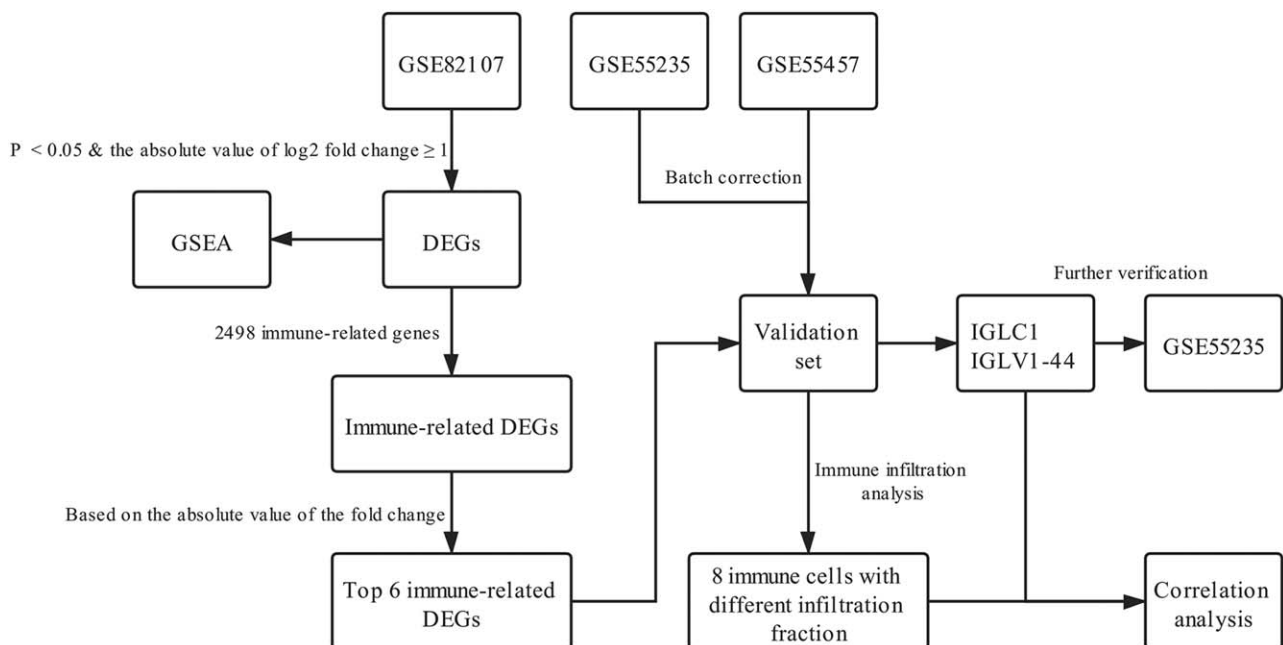 GSE82107
GSE55235
GSE55457
P < 0.05 & the absolute value of log2 fold change ≥ 1
Batch correction
GSEA
DEGs
Further verification
2498 immune-related genes
Validation
set
IGLC1
IGLV1-44
GSE55235
Immune-related DEGs
Immune infiltration
analysis
Based on the absolute value of the fold change
Top 6 immune-related
DEGs
8 immune cells with
different infiltration
fraction
Correlation
analysis